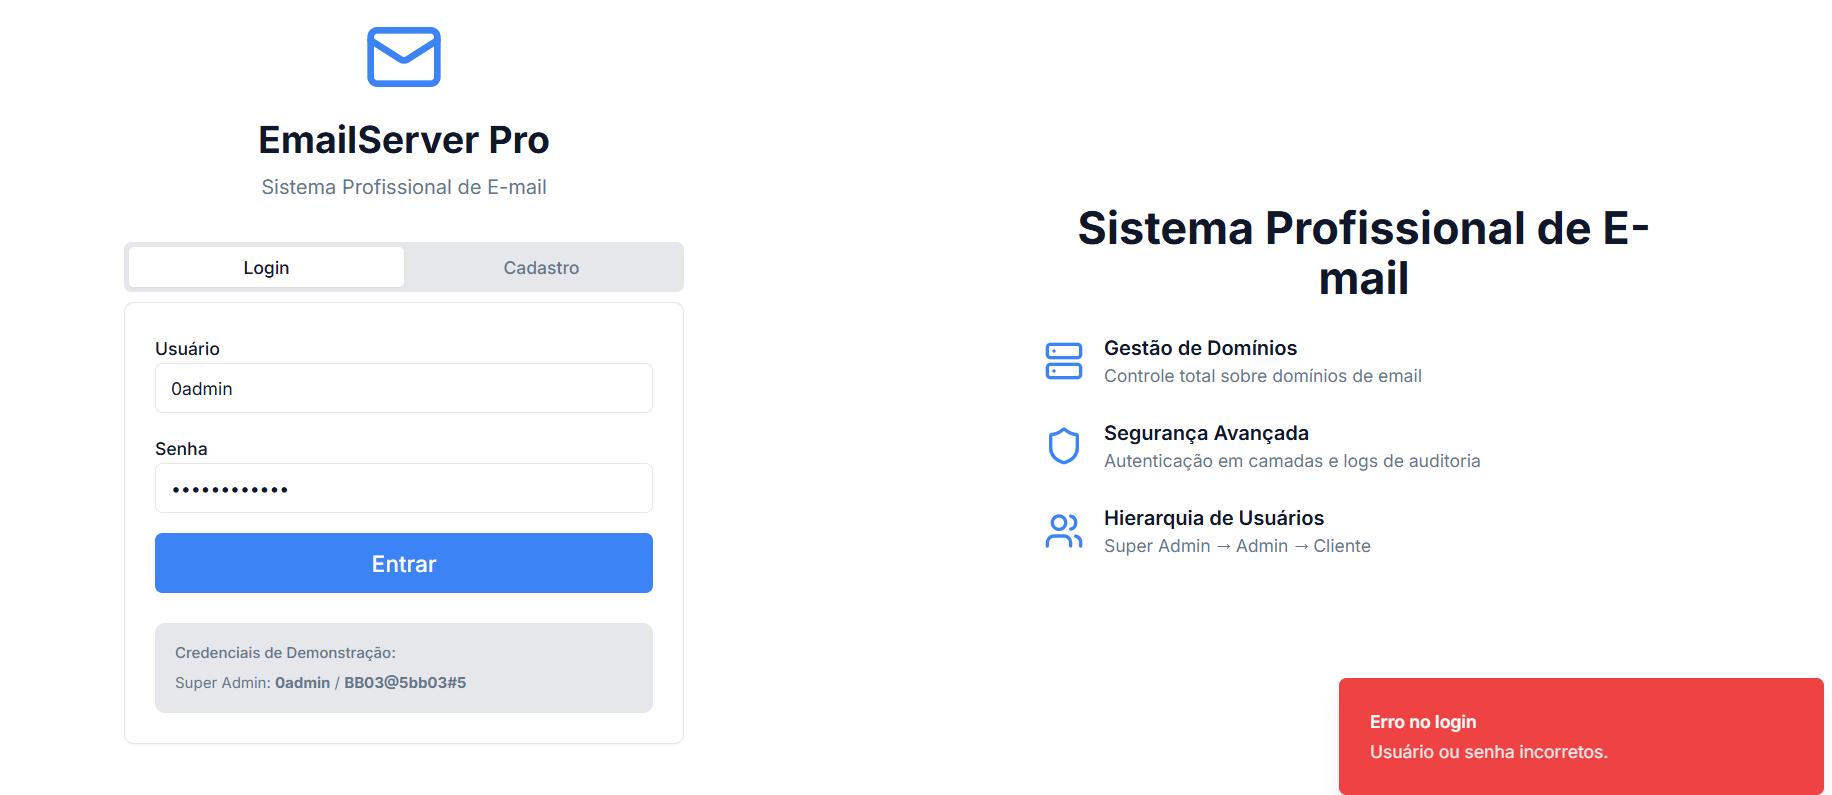 EmailServer Pro
Sistema Profissional de E-mail
Login
Cadastro
Usuário
0admin
Senha
••••••••••••
Entrar
Credenciais de Demonstração:
Super Admin: 0admin / BB03@5bb03#5
Sistema Profissional de E-
mail
Gestão de Domínios
Controle total sobre domínios de email
Segurança Avançada
Autenticação em camadas e logs de auditoria
Hierarquia de Usuários
Super Admin → Admin → Cliente
Erro no login
Usuário ou senha incorretos.